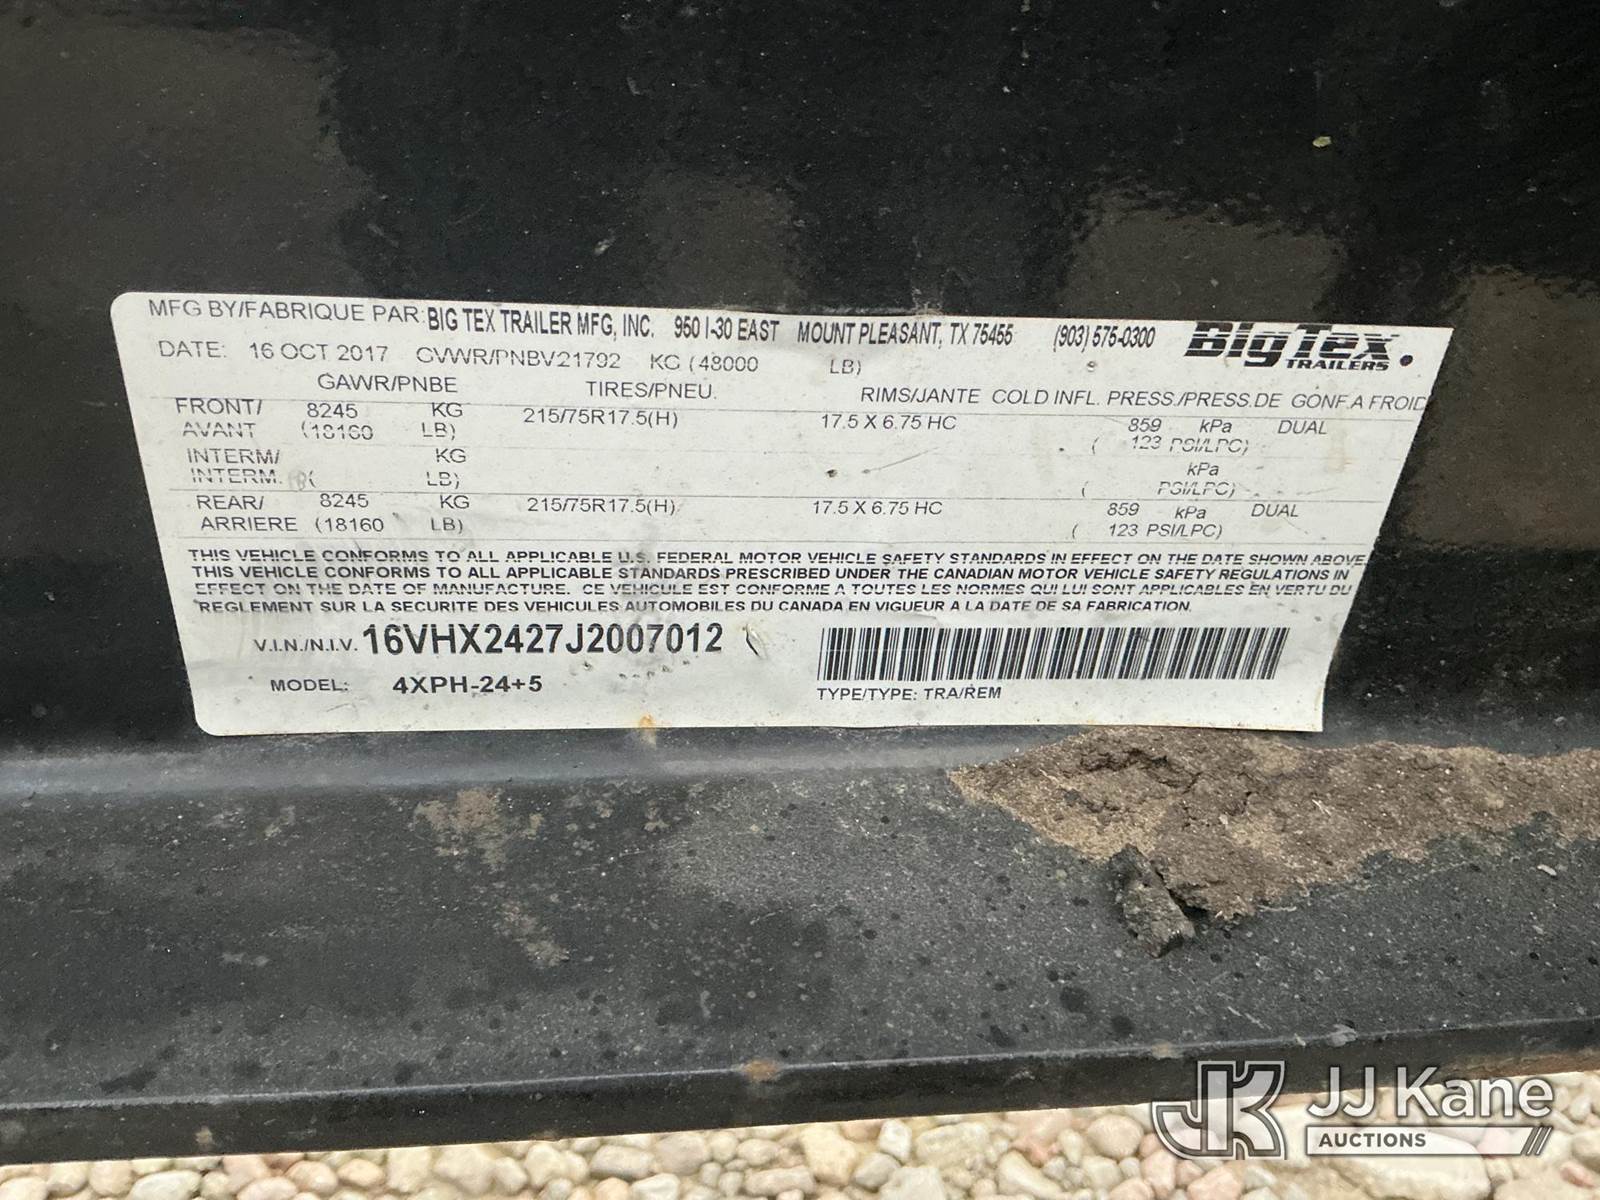 MFG BY/FABRIQUE PAR: BIG TEX TRAILER MFG, INC. 950 I-30 EAST MOUNT PLEASANT, TX 75455 (903) 575-0300 Big Tex TRAILERS
DATE: 16 OCT 2017 GVWR/PNBV 21792 KG (48000 LB)
GAWR/PNBE TIRES/PNEU. RIMS/JANTE COLD INFL. PRESS./PRESS.DE GONF.A FROID
FRONT/ 8245 KG 215/75R17.5(H) 17.5 X 6.75 HC 859 kPa DUAL
AVANT (18160 LB) ( 123 PSI/LPC)
INTERM/ KG kPa
INTERM. ( LB) ( PSI/LPC)
REAR/ 8245 KG 215/75R17.5(H) 17.5 X 6.75 HC 859 kPa DUAL
ARRIERE (18160 LB) ( 123 PSI/LPC)
THIS VEHICLE CONFORMS TO ALL APPLICABLE U.S. FEDERAL MOTOR VEHICLE SAFETY STANDARDS IN EFFECT ON THE DATE SHOWN ABOVE.
THIS VEHICLE CONFORMS TO ALL APPLICABLE STANDARDS PRESCRIBED UNDER THE CANADIAN MOTOR VEHICLE SAFETY REGULATIONS IN
EFFECT ON THE DATE OF MANUFACTURE. CE VEHICULE EST CONFORME A TOUTES LES NORMES QUI LUI SONT APPLICABLES EN VERTU DU
REGLEMENT SUR LA SECURITE DES VEHICULES AUTOMOBILES DU CANADA EN VIGUEUR A LA DATE DE SA FABRICATION.
V.I.N./N.I.V. 16VHX2427J2007012
MODEL: 4XPH-24+5 TYPE/TYPE: TRA/REM
JK JJ Kane
AUCTIONS